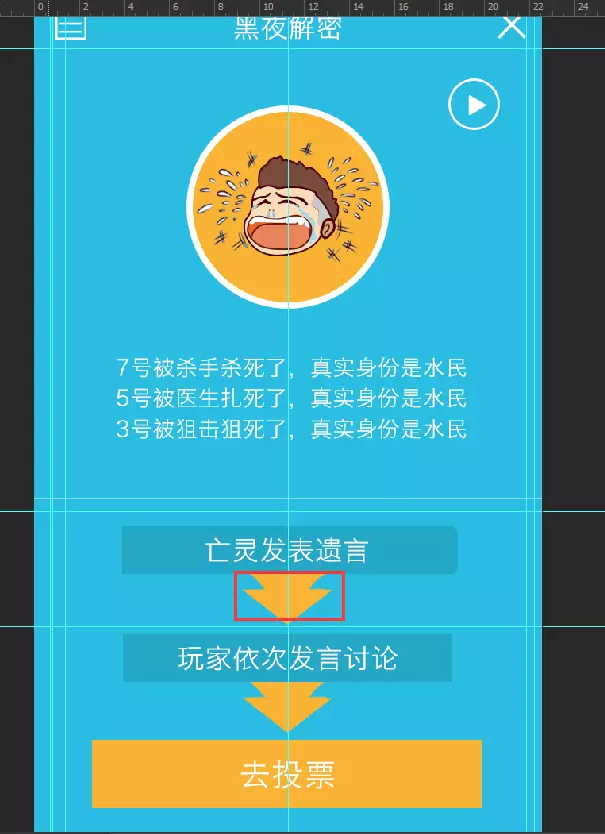 0 2 4 6 8 10 12 14 16 18 20 22 24
黑夜解密
7号被杀手杀死了，真实身份是水民
5号被医生扎死了，真实身份是水民
3号被狙击狙死了，真实身份是水民
亡灵发表遗言
玩家依次发言讨论
去投票